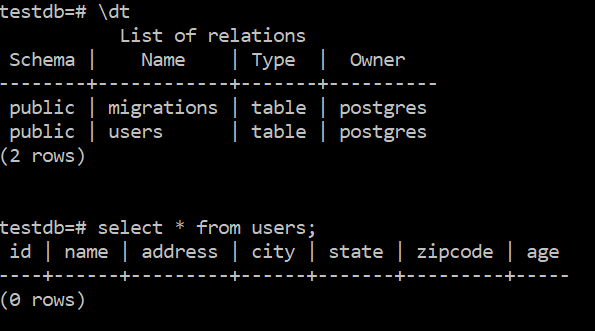 testdb=# \dt
           List of relations
 Schema |    Name    | Type  |  Owner
--------+------------+-------+----------
 public | migrations | table | postgres
 public | users      | table | postgres
(2 rows)
testdb=# select * from users;
 id | name | address | city | state | zipcode | age
----+------+---------+------+-------+---------+-----
(0 rows)